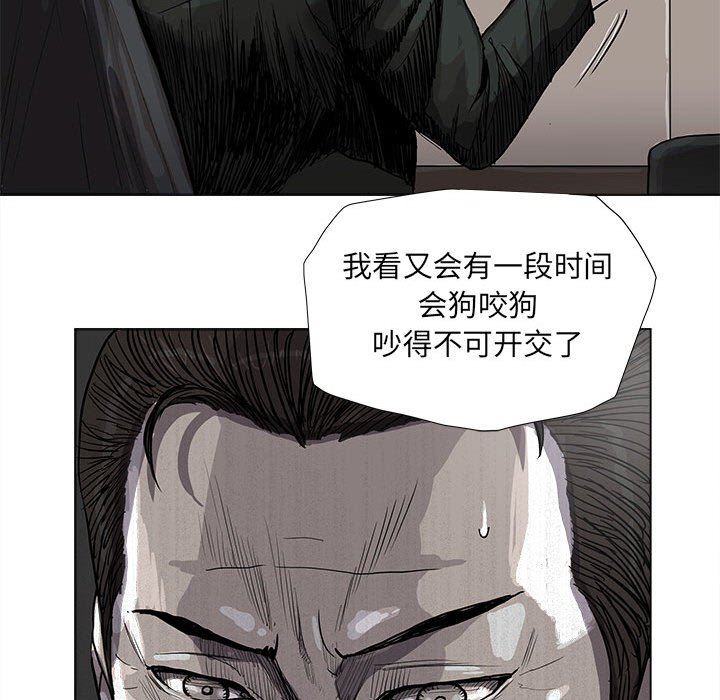 我看又会有一段时间
会狗咬狗
吵得不可开交了